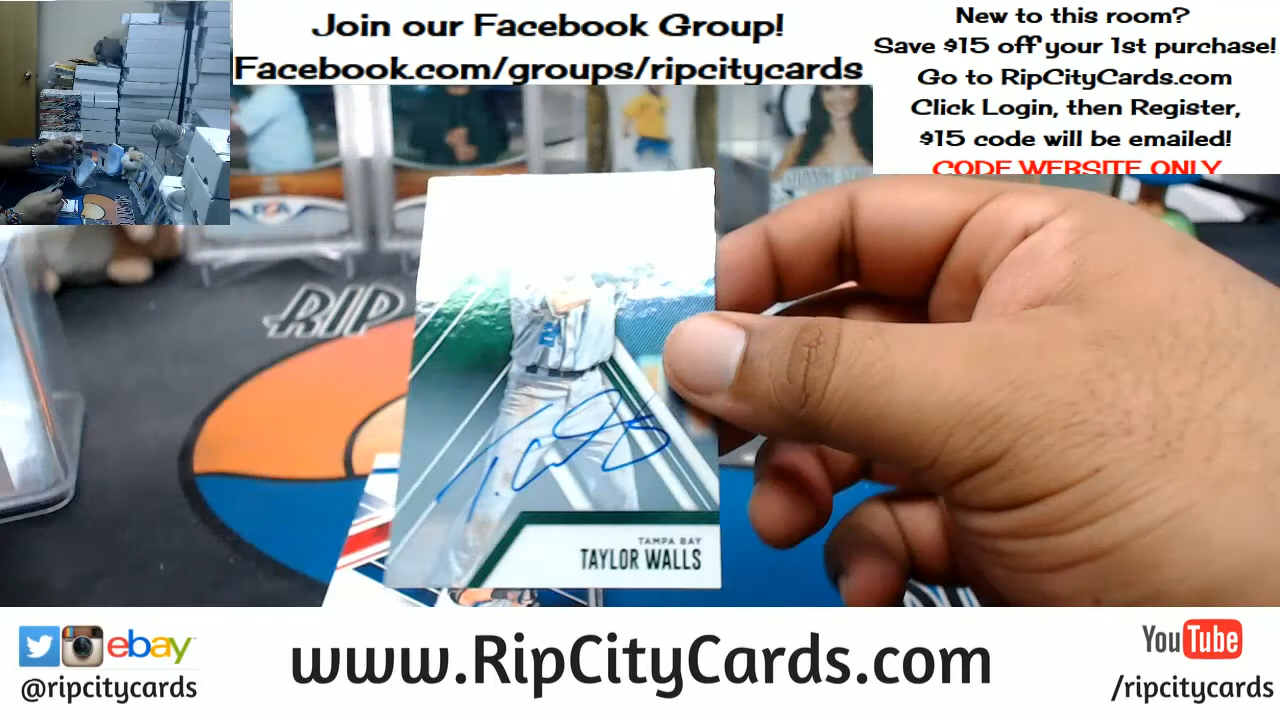 Join our Facebook Group!
Facebook.com/groups/ripcitycards
New to this room?
Save $15 off your 1st purchase!
Go to RipCityCards.com
Click Login, then Register,
$15 code will be emailed!
CODE WEBSITE ONLY
RIP
TAMPA BAY
TAYLOR WALLS
ebay
@ripcitycards
www.RipCityCards.com
YouTube
/ripcitycards